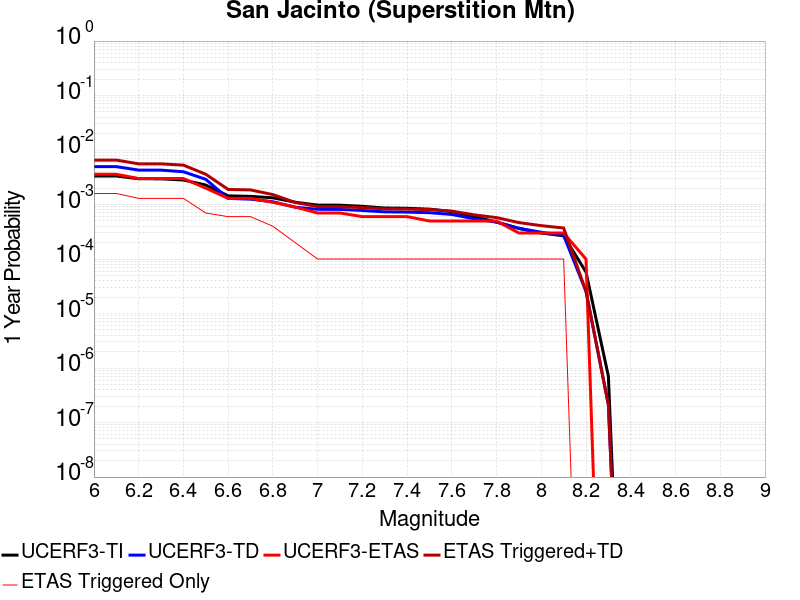 San Jacinto (Superstition Mtn)
10 0
10 -1
10 -2
10 -3
10 -4
10 -5
10 -6
10 -7
10 -8
1 Year Probability
6 6.2 6.4 6.6 6.8 7 7.2 7.4 7.6 7.8 8 8.2 8.4 8.6 8.8 9
Magnitude
UCERF3-TI UCERF3-TD UCERF3-ETAS ETAS Triggered+TD
ETAS Triggered Only